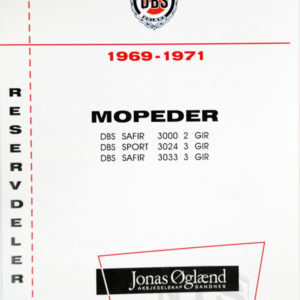 DBS
1969-1971
RESERVDELER
MOPEDER
DBS SAFIR 3000 2 GIR
DBS SPORT 3024 3 GIR
DBS SAFIR 3033 3 GIR
Jonas Øglænd
AKSJESELSKAP SANDNES